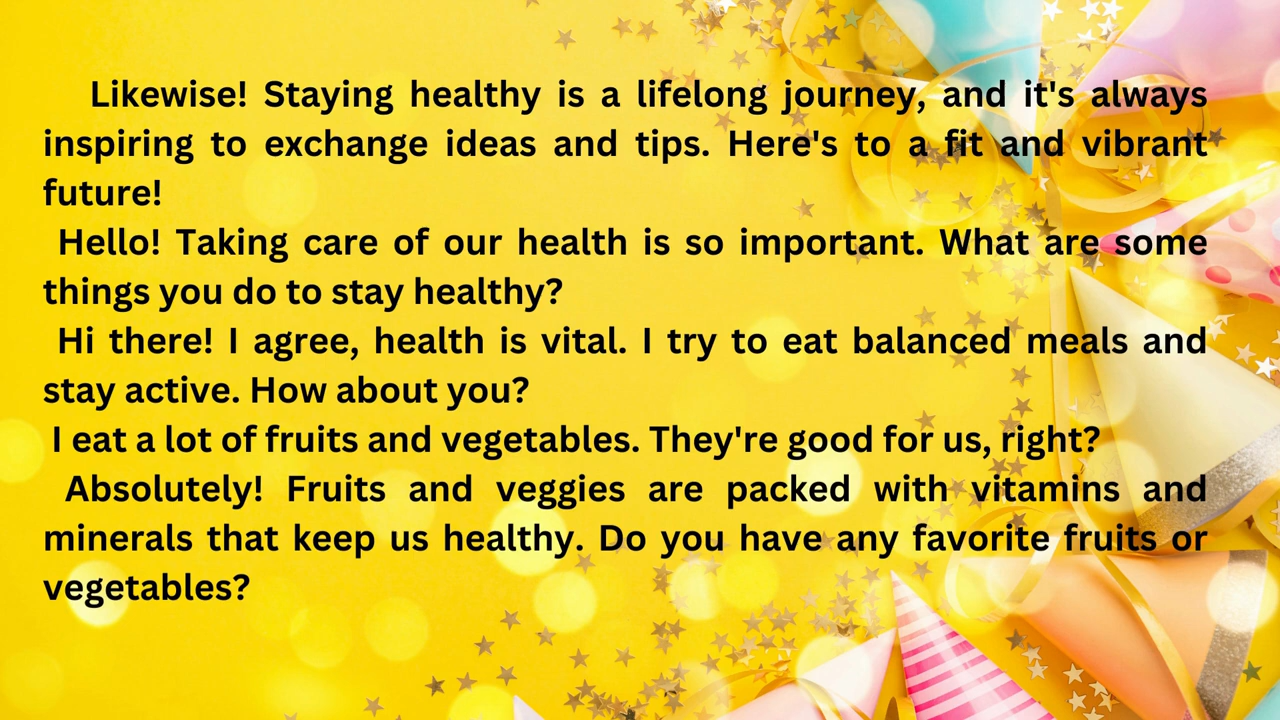 Likewise! Staying healthy is a lifelong journey, and it's always
inspiring to exchange ideas and tips. Here's to a fit and vibrant
future!
Hello! Taking care of our health is so important. What are some
things you do to stay healthy?
Hi there! I agree, health is vital. I try to eat balanced meals and
stay active. How about you?
I eat a lot of fruits and vegetables. They're good for us, right?
Absolutely! Fruits and veggies are packed with vitamins and
minerals that keep us healthy. Do you have any favorite fruits or
vegetables?